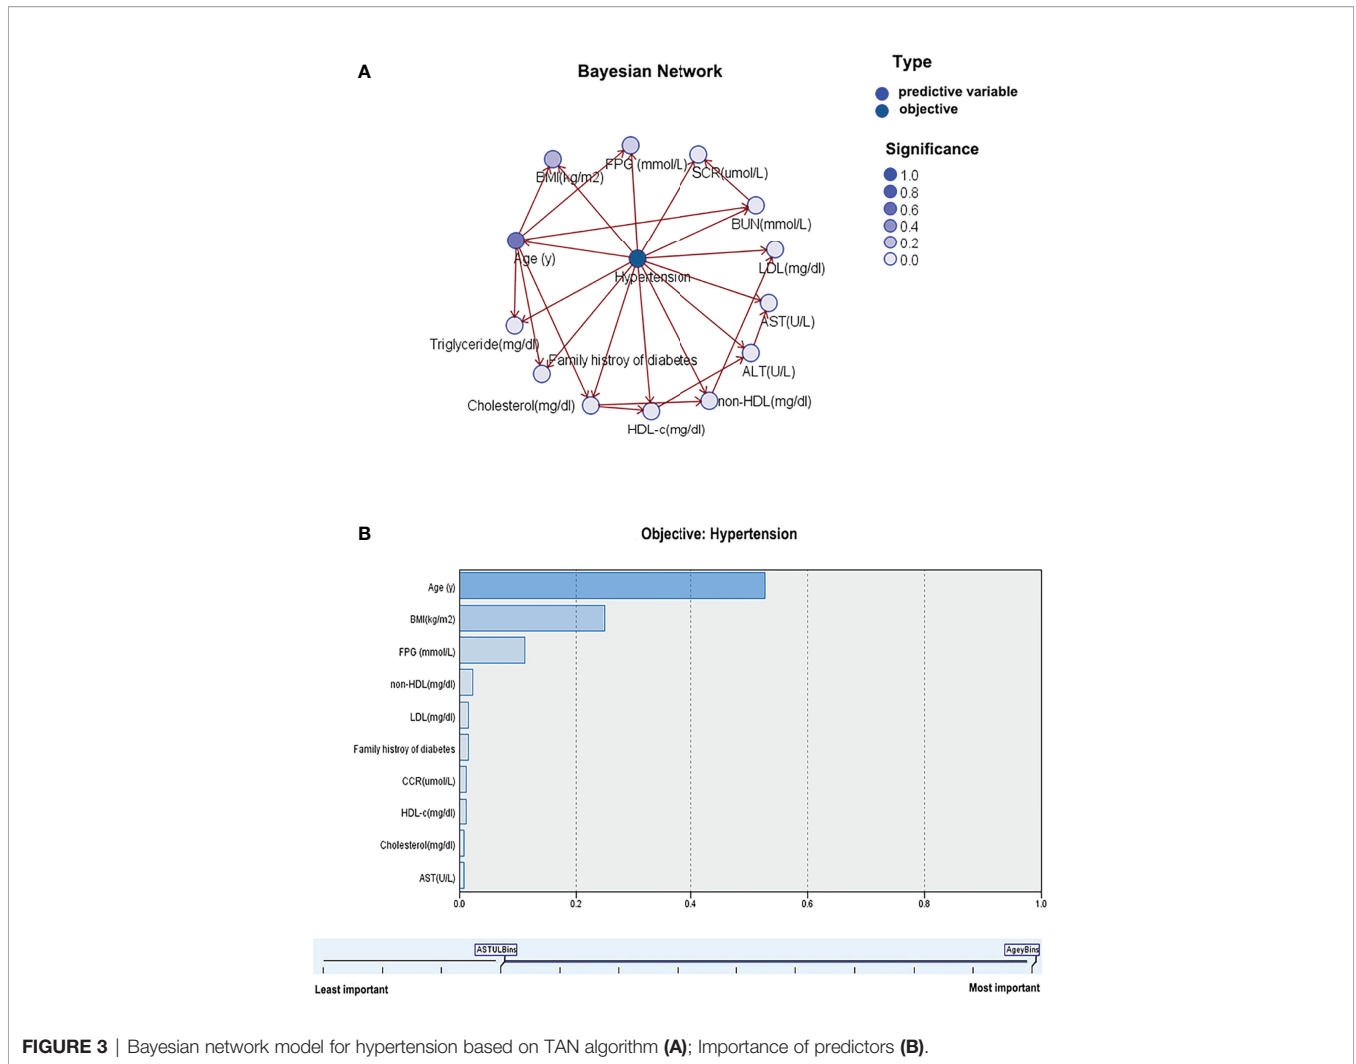 A
Bayesian Network
Type
predictive variable
objective
Significance
1.0
0.8
0.6
0.4
0.2
0.0
BMI(kg/m2)
FPG (mmol/L)
SCR(umol/L)
BUN(mmol/L)
Age (y)
Hypertension
LDL(mg/dl)
AST(U/L)
Triglyceride(mg/dl)
Family histroy of diabetes
ALT(U/L)
Cholesterol(mg/dl)
non-HDL(mg/dl)
HDL-c(mg/dl)
B
Objective: Hypertension
Age (y)
BMI(kg/m2)
FPG (mmol/L)
non-HDL(mg/dl)
LDL(mg/dl)
Family histroy of diabetes
CCR(umol/L)
HDL-c(mg/dl)
Cholesterol(mg/dl)
AST(U/L)
0.0 0.2 0.4 0.6 0.8 1.0
ASTULBins AgeyBins
Least important Most important
FIGURE 3 | Bayesian network model for hypertension based on TAN algorithm (A); Importance of predictors (B).